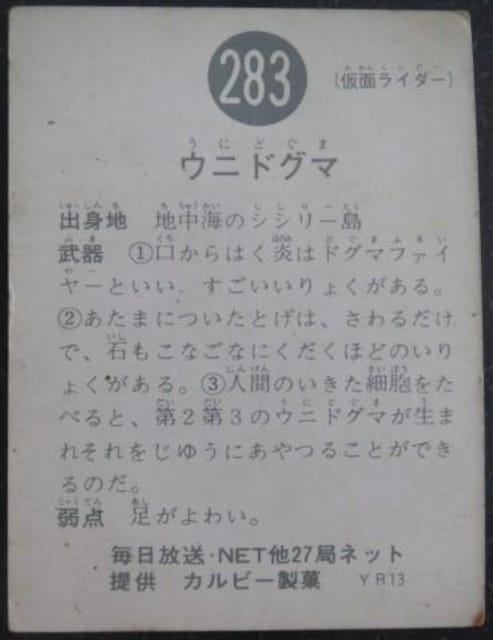 283
(仮面ライダー)
ウニドグマ
出身地 地中海のシシリー島
武器 ①口からはく炎はドグマファイ
ヤーといい、すごいいりょくがある。
②あたまについたとげは、さわるだけ
で、石もこなごなにくだくほどのいり
ょくがある。③人間のいきた細胞をた
べると、第2第3のウニドグマが生ま
れそれをじゆうにあやつることができ
るのだ。
弱点 足がよわい。
毎日放送・NET他27局ネット
提供 カルビー製菓 YR13